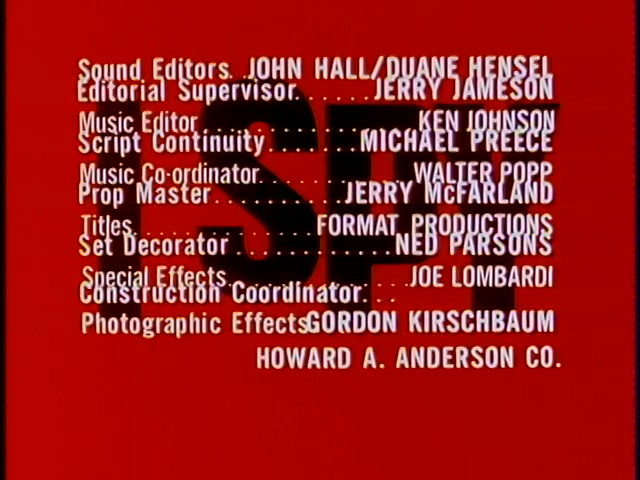 I SPY
Sound Editors. .JOHN HALL/DUANE HENSEL
Editorial Supervisor. . . . . .JERRY JAMESON
Music Editor . . . . . . . . . . . . . . . .KEN JOHNSON
Script Continuity. . . . . . .MICHAEL PREECE
Music Co-ordinator. . . . . . . . . . . .WALTER POPP
Prop Master. . . . . . . . . .JERRY McFARLAND
Titles. . . . . . . . . . . . . . .FORMAT PRODUCTIONS
Set Decorator . . . . . . . . . . . .NED PARSONS
Special Effects. . . . . . . . . . . . . . .JOE LOMBARDI
Construction Coordinator. . .
Photographic Effects.GORDON KIRSCHBAUM
HOWARD A. ANDERSON CO.